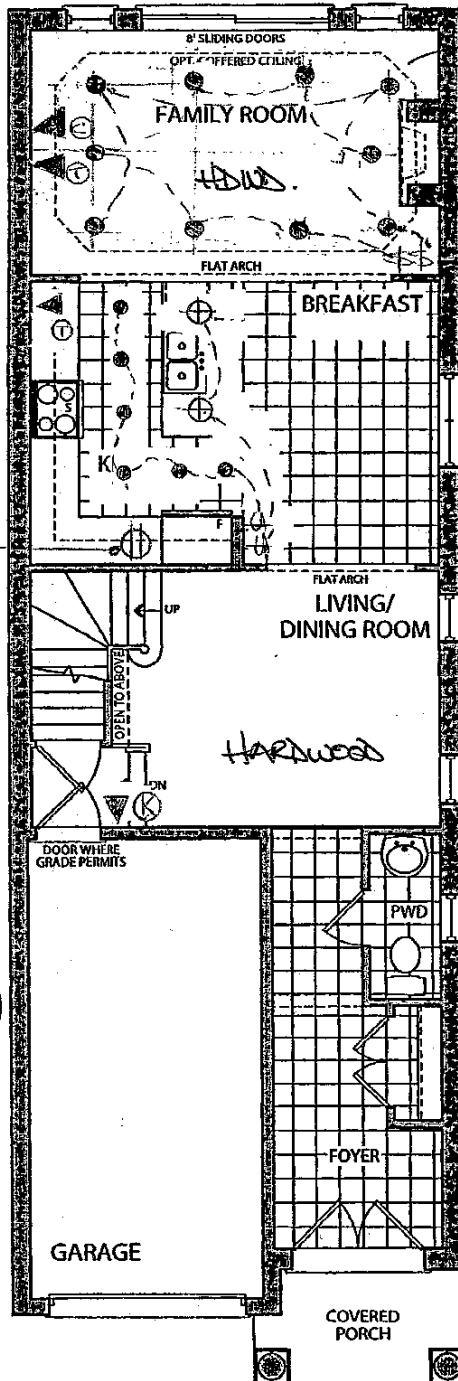 8' SLIDING DOORS
OPT. COFFERED CEILING
FAMILY ROOM
HDWD.
FLAT ARCH
BREAKFAST
T
S
K
F
FLAT ARCH
UP
LIVING/
DINING ROOM
OPEN TO ABOVE
HARDWOOD
DN
K
DOOR WHERE
GRADE PERMITS
PWD
FOYER
GARAGE
COVERED
PORCH